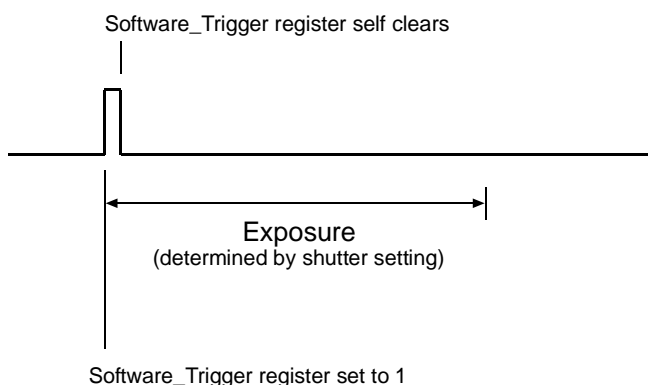 Software_Trigger register self clears
Exposure
(determined by shutter setting)
Software_Trigger register set to 1